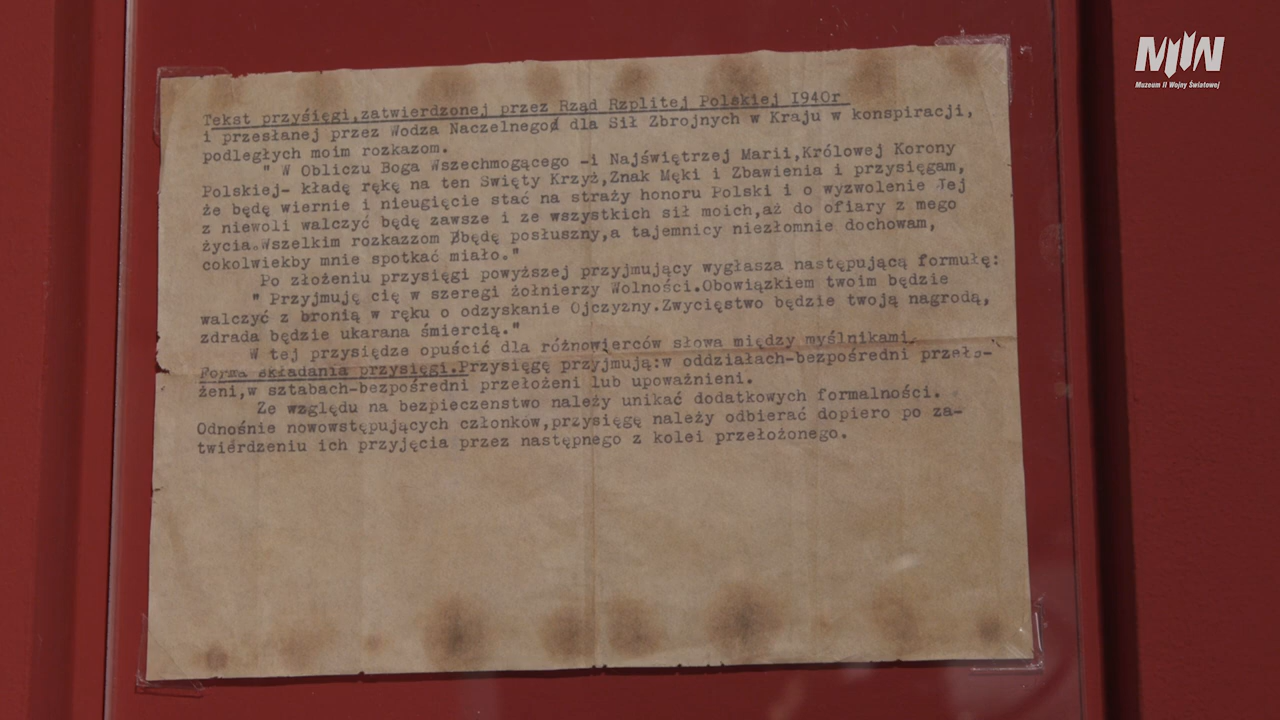 Tekst przysięgi,zatwierdzonej przez Rząd Rzplitej Polskiej I940r
i przesłanej przez Wodza Naczelnego dla Sił Zbrojnych w Kraju w konspiracji,
podległych moim rozkazom.
" W Obliczu Boga Wszechmogącego -i Najświętrzej Marii,Królowej Korony
Polskiej- kładę rękę na ten Swięty Krzyż,Znak Męki i Zbawienia i przysięgam,
że będę wiernie i nieugięcie stać na straży honoru Polski i o wyzwolenie Jej
z niewoli walczyć będę zawsze i ze wszystkich sił moich,aż do ofiary z mego
życia.Wszelkim rozkazzom będę posłuszny,a tajemnicy niezłomnie dochowam,
cokolwiekby mnie spotkać miało."
Po złożeniu przysięgi powyższej przyjmujący wygłasza następującą formułę:
" Przyjmuję cię w szeregi żołnierzy Wolności.Obowiązkiem twoim będzie
walczyć z bronią w ręku o odzyskanie Ojczyzny.Zwycięstwo będzie twoją nagrodą,
zdrada będzie ukarana śmiercią."
W tej przysiędze opuścić dla różnowierców słowa między myślnikami.
Forma składania przysięgi.Przysięgę przyjmują:w oddziałach-bezpośredni przeło-
żeni,w sztabach-bezpośredni przełożeni lub upoważnieni.
Ze względu na bezpieczenstwo należy unikać dodatkowych formalności.
Odnośnie nowowstępujących członków,przysięgę należy odbierać dopiero po za-
twierdzeniu ich przyjęcia przez następnego z kolei przełożonego.
MIIW
Muzeum II Wojny Światowej